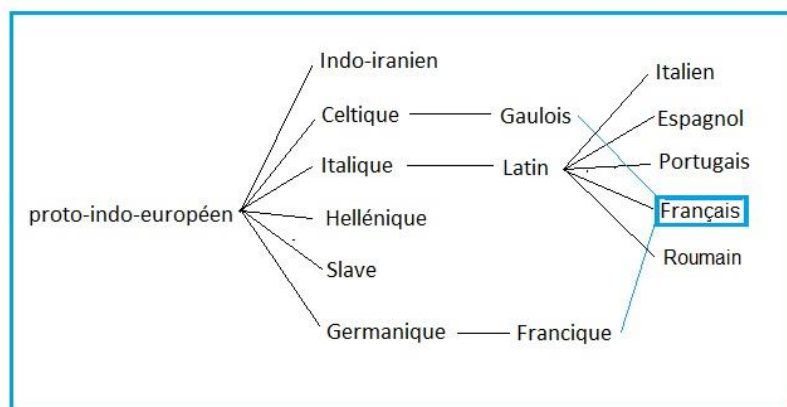 Indo-iranien
Celtique
Italique
proto-indo-européen
Hellénique
Slave
Germanique
Gaulois
Latin
Francique
Italien
Espagnol
Portugais
Français
Roumain